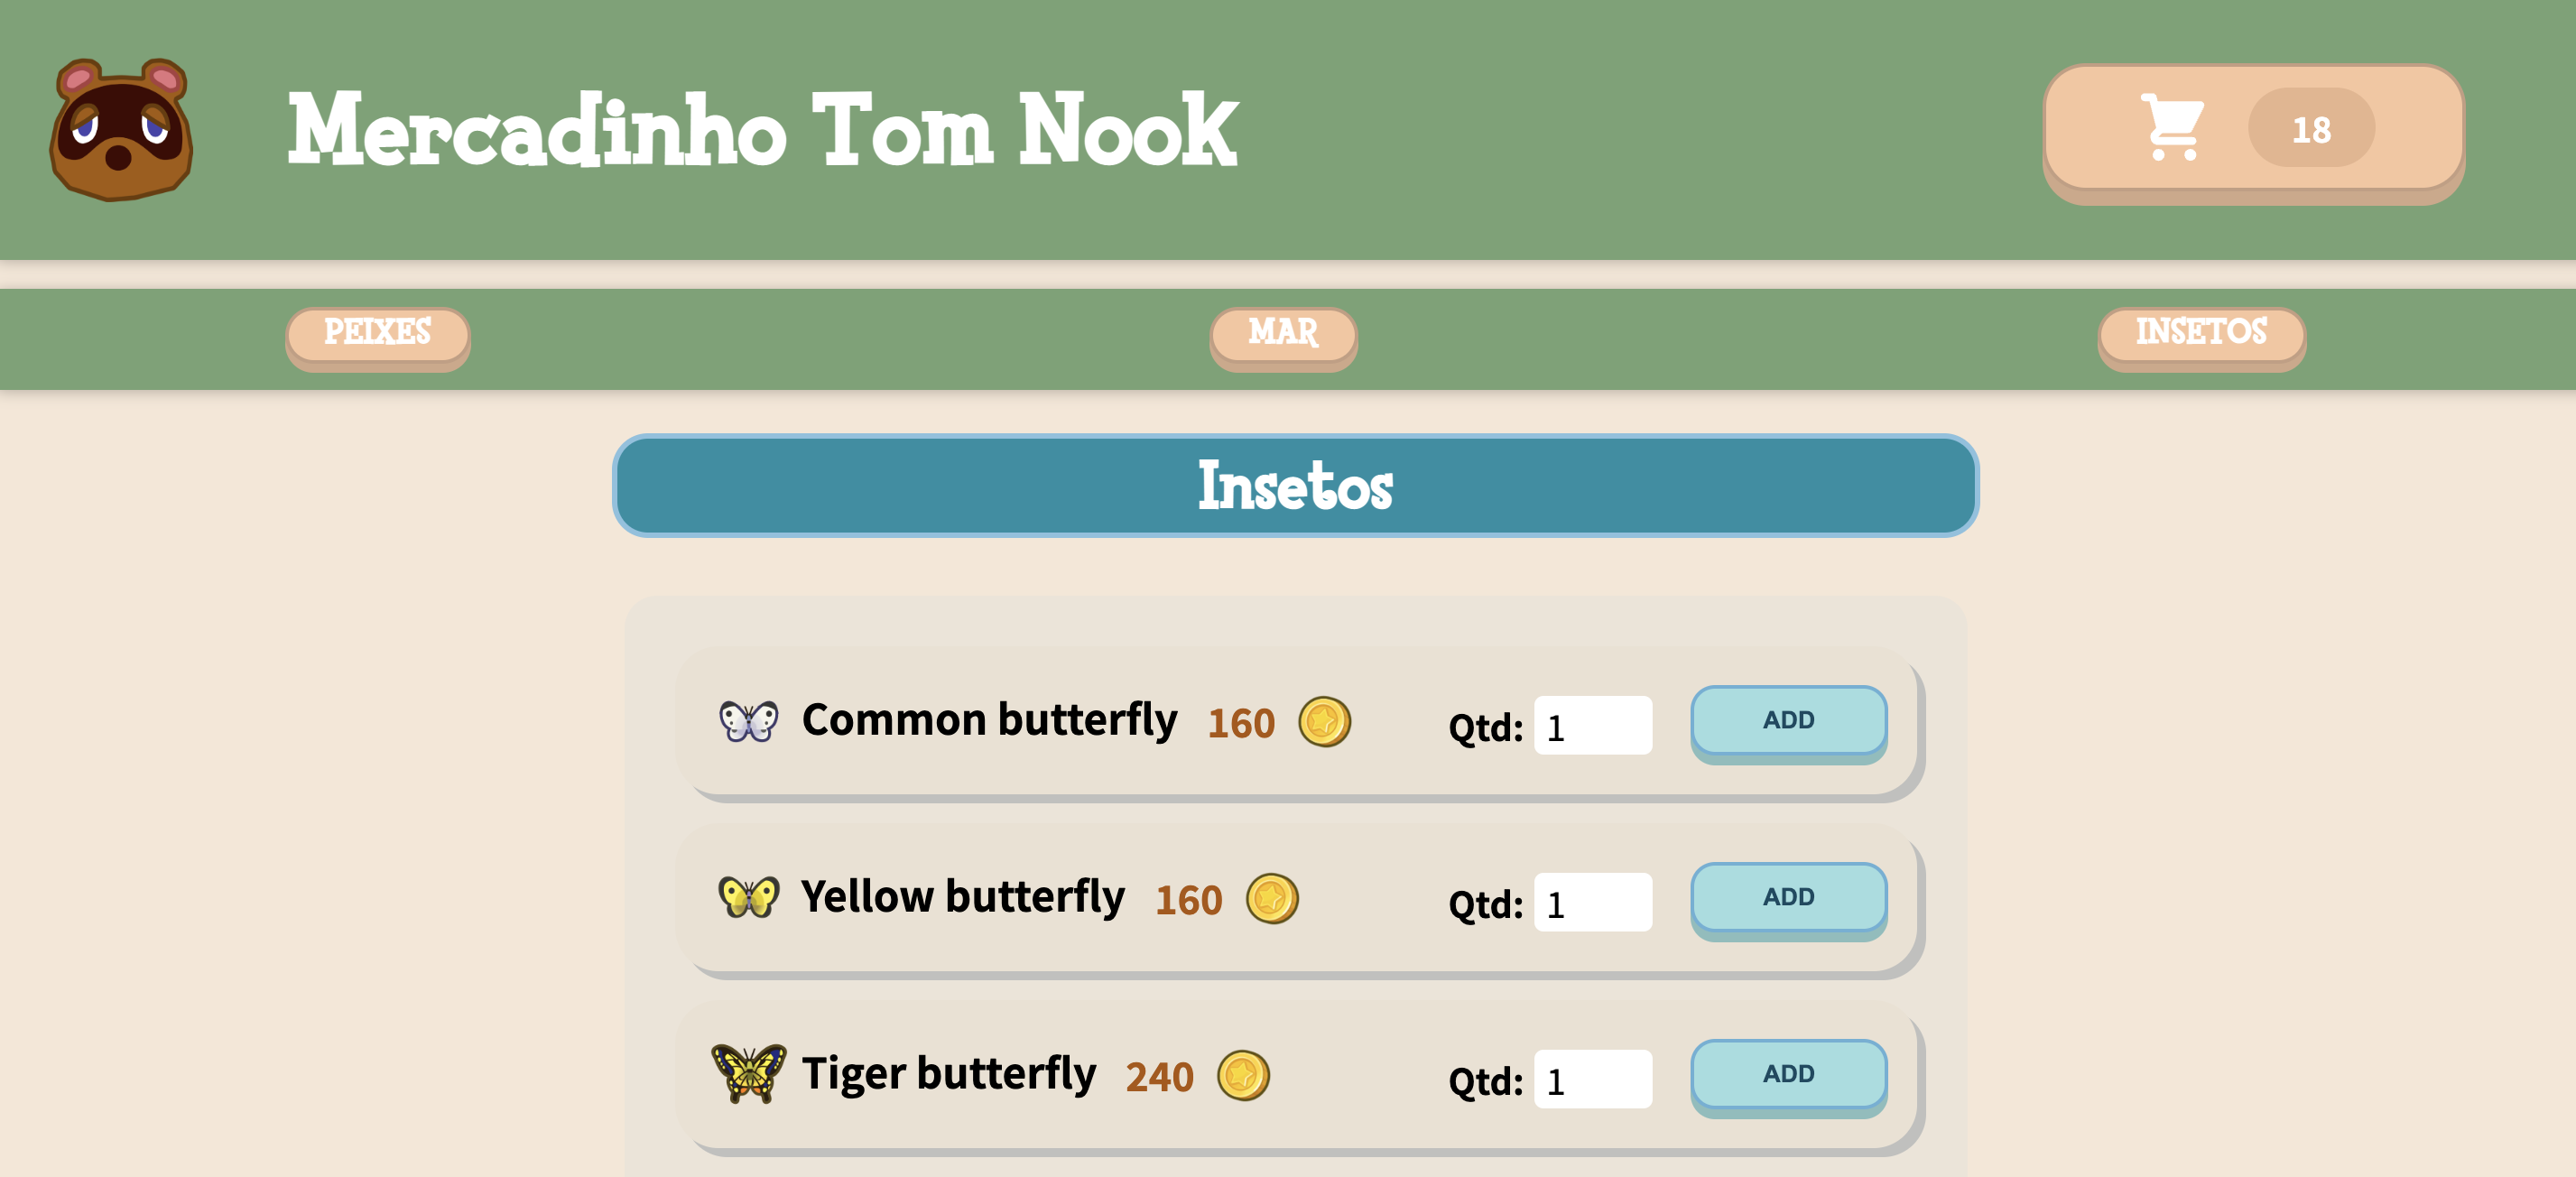 Mercadinho Tom Nook
18
PEIXES MAR INSETOS
Insetos
Common butterfly 160 Qtd: 1 ADD
Yellow butterfly 160 Qtd: 1 ADD
Tiger butterfly 240 Qtd: 1 ADD